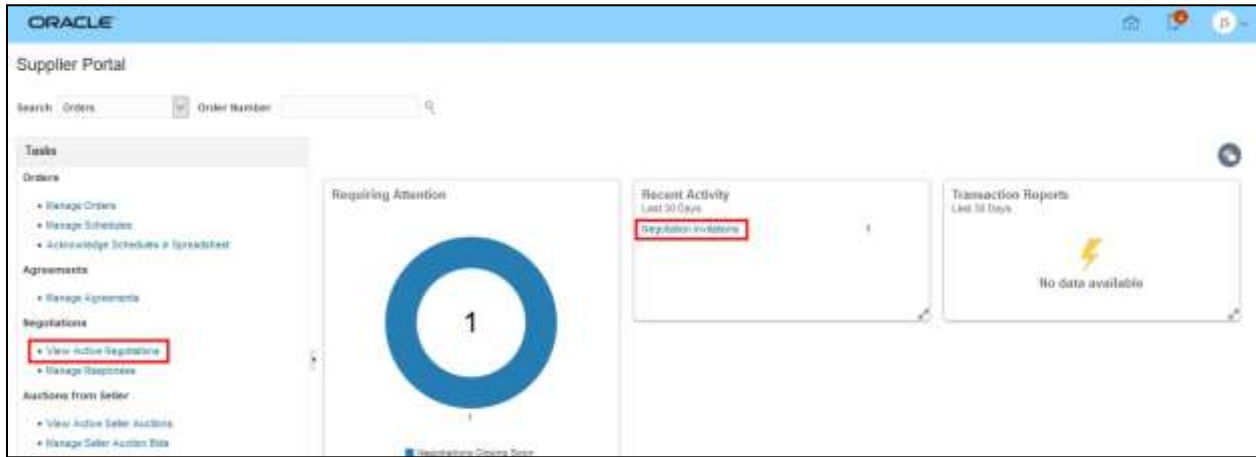 ORACLE
JS
Supplier Portal
Search Orders Order Number
Tasks
Orders
Manage Orders
Manage Schedules
Acknowledge Schedules in Spreadsheet
Agreements
Manage Agreements
Negotiations
View Active Negotiations
Manage Responses
Auctions from Seller
View Active Seller Auctions
Manage Seller Auction Bids
Requiring Attention
1
1
Negotiations Closing Soon
Recent Activity
Last 30 Days
Negotiation invitations 1
Transaction Reports
Last 30 Days
No data available